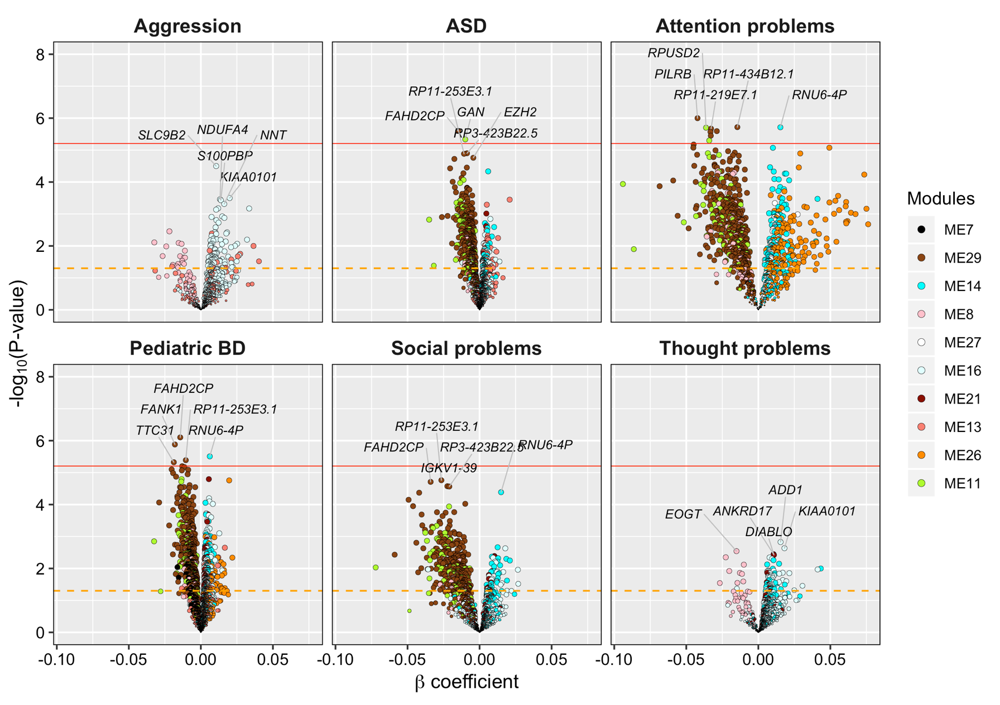 Aggression
ASD
Attention problems
8
6
4
2
0
SLC9B2
NDUFA4
NNT
S100PBP
KIAA0101
RP11-253E3.1
FAHD2CP
GAN
EZH2
RP3-423B22.5
RPUSD2
PILRB
RP11-434B12.1
RP11-219E7.1
RNU6-4P
-log10(P-value)
Pediatric BD
Social problems
Thought problems
8
6
4
2
0
FAHD2CP
FANK1
RP11-253E3.1
TTC31
RNU6-4P
RP11-253E3.1
FAHD2CP
RP3-423B22.5
RNU6-4P
IGKV1-39
ADD1
EOGT
ANKRD17
KIAA0101
DIABLO
-0.10 -0.05 0.00 0.05
-0.10 -0.05 0.00 0.05
-0.10 -0.05 0.00 0.05
β coefficient
Modules
ME7
ME29
ME14
ME8
ME27
ME16
ME21
ME13
ME26
ME11